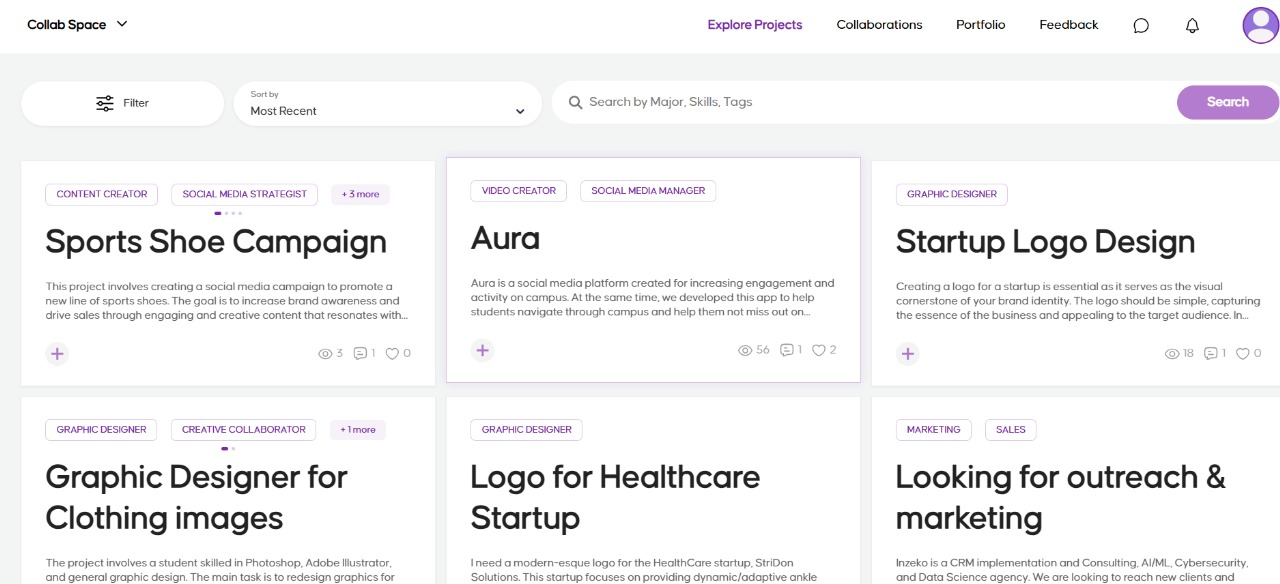 Collab Space
Explore Projects
Collaborations
Portfolio
Feedback
Filter
Sort by
Most Recent
Search by Major, Skills, Tags
Search
CONTENT CREATOR
SOCIAL MEDIA STRATEGIST
+ 3 more
Sports Shoe Campaign
This project involves creating a social media campaign to promote a
new line of sports shoes. The goal is to increase brand awareness and
drive sales through engaging and creative content that resonates with...
+
3
1
0
VIDEO CREATOR
SOCIAL MEDIA MANAGER
Aura
Aura is a social media platform created for increasing engagement and
activity on campus. At the same time, we developed this app to help
students navigate through campus and help them not miss out on...
+
56
1
2
GRAPHIC DESIGNER
Startup Logo Design
Creating a logo for a startup is essential as it serves as the visual
cornerstone of your brand identity. The logo should be simple, capturing
the essence of the business and appealing to the target audience. In...
+
18
1
0
GRAPHIC DESIGNER
CREATIVE COLLABORATOR
+ 1 more
Graphic Designer for
Clothing images
The project involves a student skilled in Photoshop, Adobe Illustrator,
and general graphic design. The main task is to redesign graphics for
GRAPHIC DESIGNER
Logo for Healthcare
Startup
I need a modern-esque logo for the HealthCare startup, StriDon
Solutions. This startup focuses on providing dynamic/adaptive ankle
MARKETING
SALES
Looking for outreach &
marketing
Inzeko is a CRM implementation and Consulting, AI/ML, Cybersecurity,
and Data Science agency. We are looking to reach new clients and